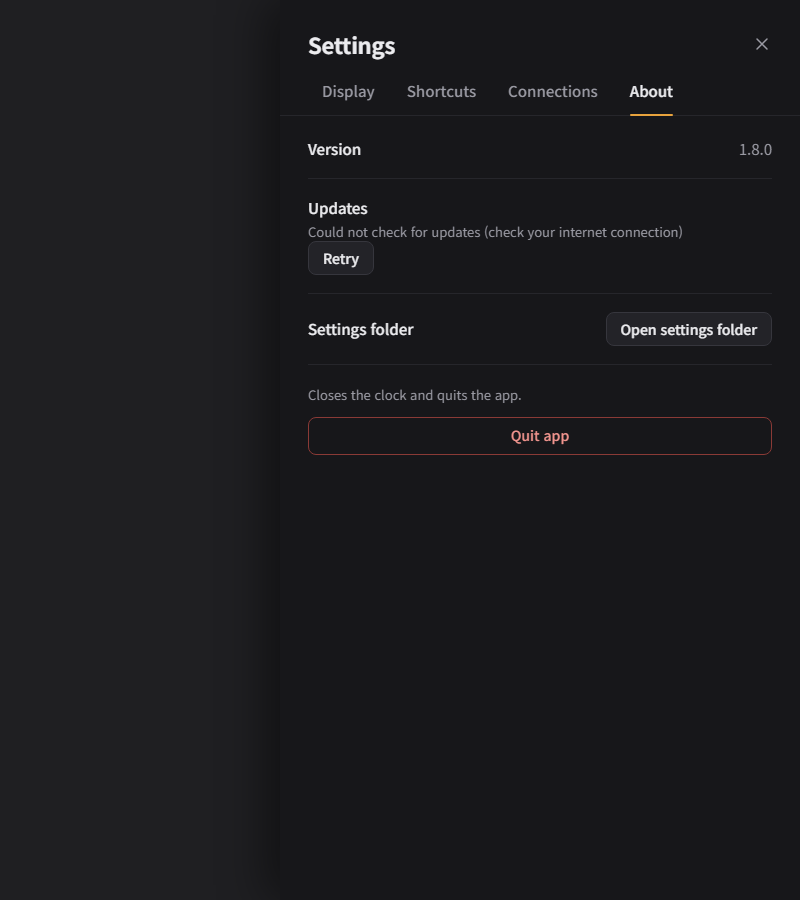 Settings
Display Shortcuts Connections About
Version 1.8.0
Updates
Could not check for updates (check your internet connection)
Retry
Settings folder Open settings folder
Closes the clock and quits the app.
Quit app